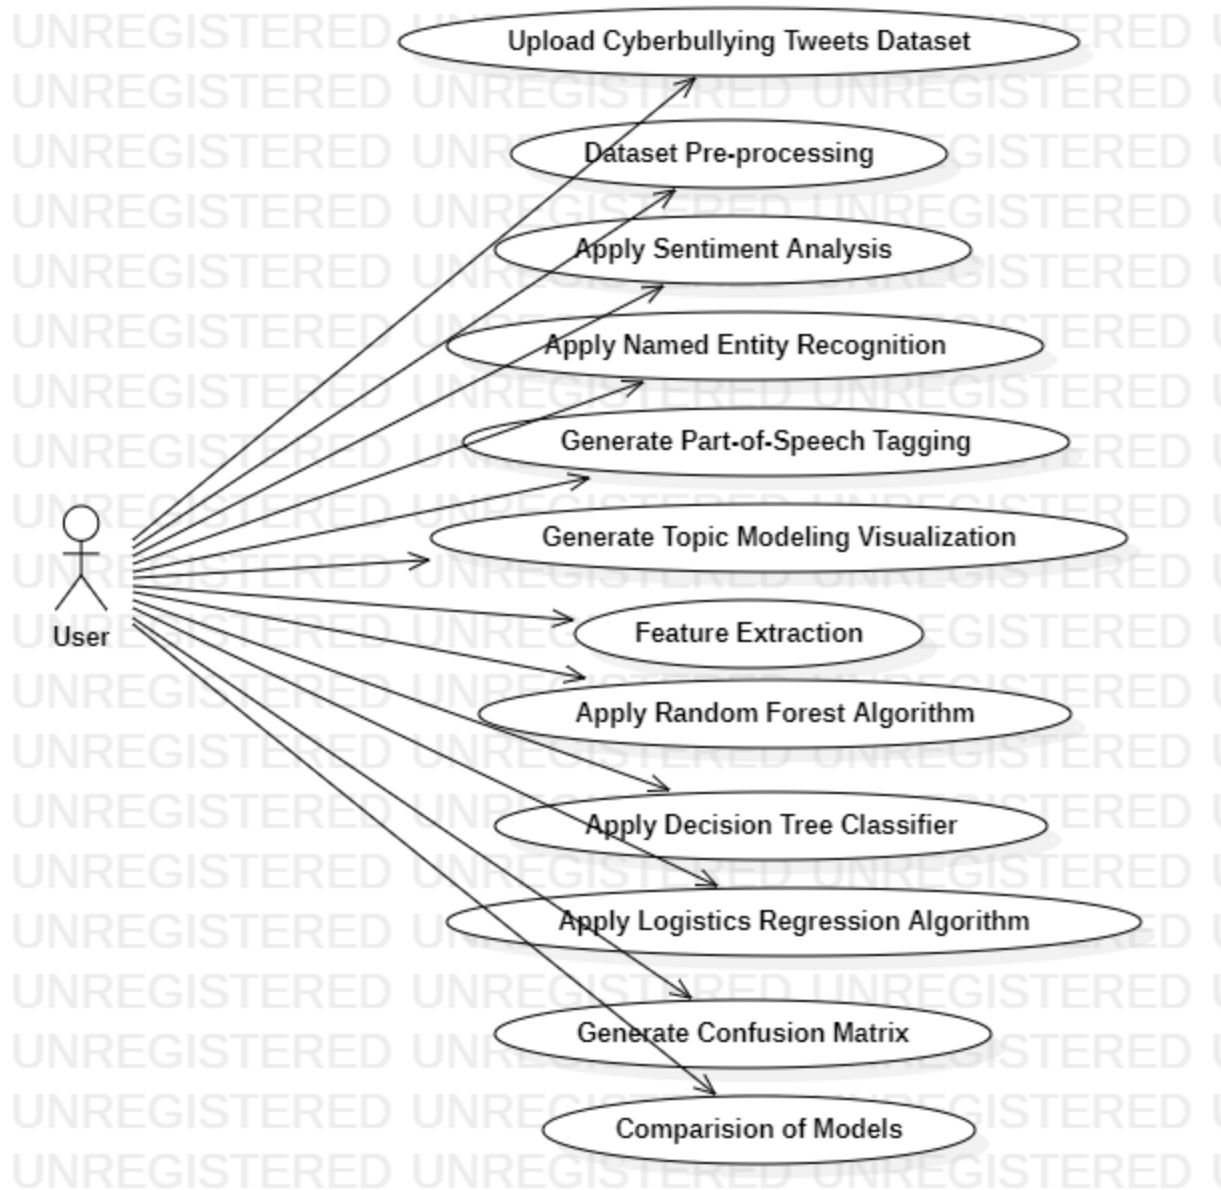 Upload Cyberbullying Tweets Dataset
Dataset Pre-processing
Apply Sentiment Analysis
Apply Named Entity Recognition
Generate Part-of-Speech Tagging
Generate Topic Modeling Visualization
User
Feature Extraction
Apply Random Forest Algorithm
Apply Decision Tree Classifier
Apply Logistics Regression Algorithm
Generate Confusion Matrix
Comparision of Models
UNREGISTERED